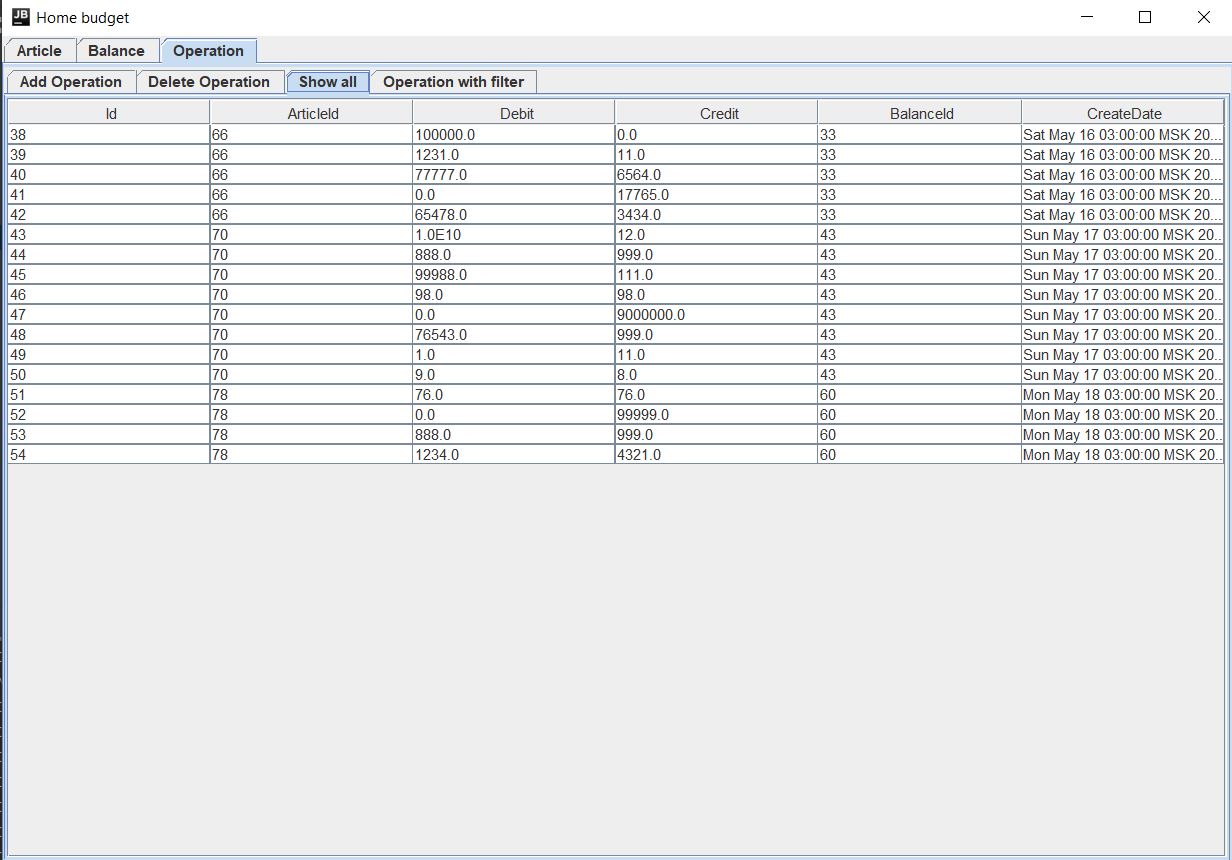 JB Home budget
Article Balance Operation
Add Operation Delete Operation Show all Operation with filter
Id ArticleId Debit Credit BalanceId CreateDate
38 66 100000.0 0.0 33 Sat May 16 03:00:00 MSK 20...
39 66 1231.0 11.0 33 Sat May 16 03:00:00 MSK 20...
40 66 77777.0 6564.0 33 Sat May 16 03:00:00 MSK 20...
41 66 0.0 17765.0 33 Sat May 16 03:00:00 MSK 20...
42 66 65478.0 3434.0 33 Sat May 16 03:00:00 MSK 20...
43 70 1.0E10 12.0 43 Sun May 17 03:00:00 MSK 20...
44 70 888.0 999.0 43 Sun May 17 03:00:00 MSK 20...
45 70 99988.0 111.0 43 Sun May 17 03:00:00 MSK 20...
46 70 98.0 98.0 43 Sun May 17 03:00:00 MSK 20...
47 70 0.0 9000000.0 43 Sun May 17 03:00:00 MSK 20...
48 70 76543.0 999.0 43 Sun May 17 03:00:00 MSK 20...
49 70 1.0 11.0 43 Sun May 17 03:00:00 MSK 20...
50 70 9.0 8.0 43 Sun May 17 03:00:00 MSK 20...
51 78 76.0 76.0 60 Mon May 18 03:00:00 MSK 20...
52 78 0.0 99999.0 60 Mon May 18 03:00:00 MSK 20...
53 78 888.0 999.0 60 Mon May 18 03:00:00 MSK 20...
54 78 1234.0 4321.0 60 Mon May 18 03:00:00 MSK 20...